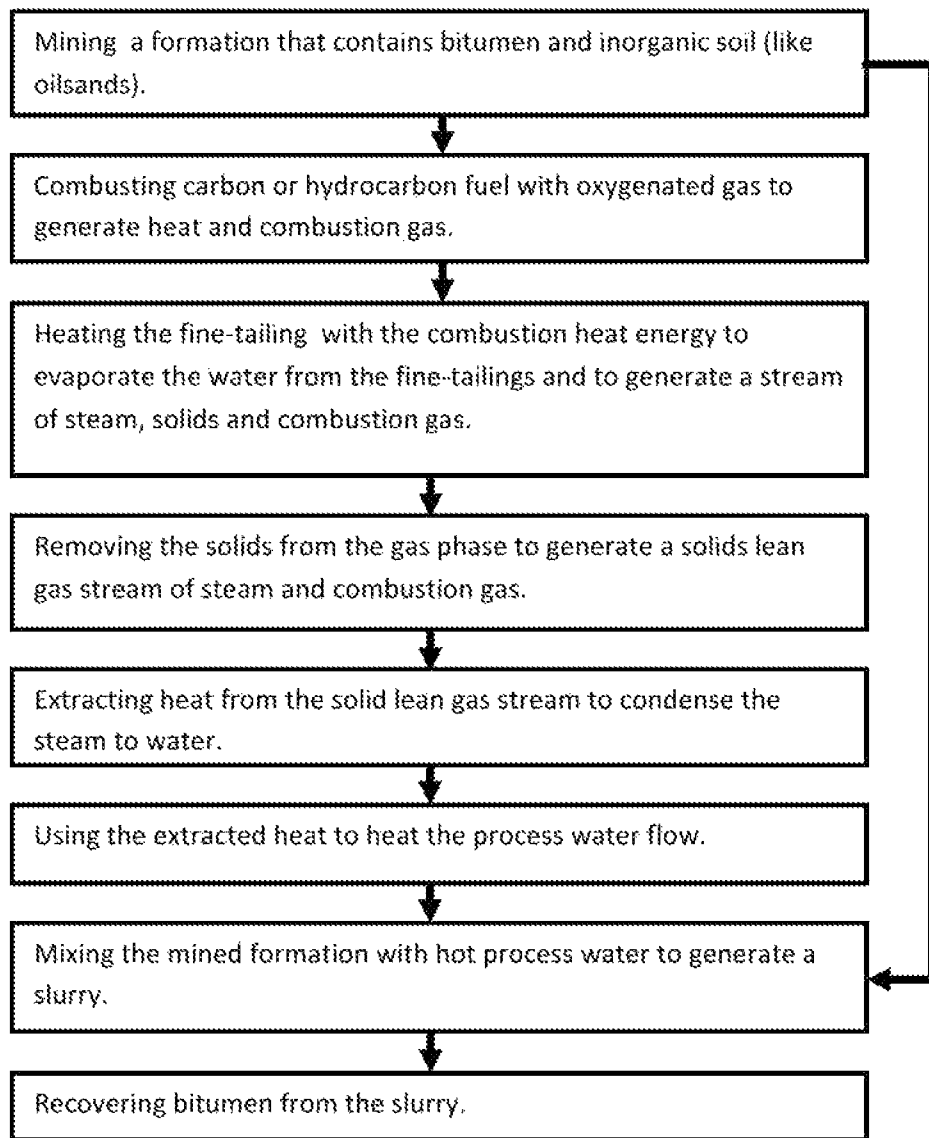 Mining a formation that contains bitumen and inorganic soil (like
oilsands).
Combusting carbon or hydrocarbon fuel with oxygenated gas to
generate heat and combustion gas.
Heating the fine-tailing with the combustion heat energy to
evaporate the water from the fine-tailings and to generate a stream
of steam, solids and combustion gas.
Removing the solids from the gas phase to generate a solids lean
gas stream of steam and combustion gas.
Extracting heat from the solid lean gas stream to condense the
steam to water.
Using the extracted heat to heat the process water flow.
Mixing the mined formation with hot process water to generate a
slurry.
Recovering bitumen from the slurry.